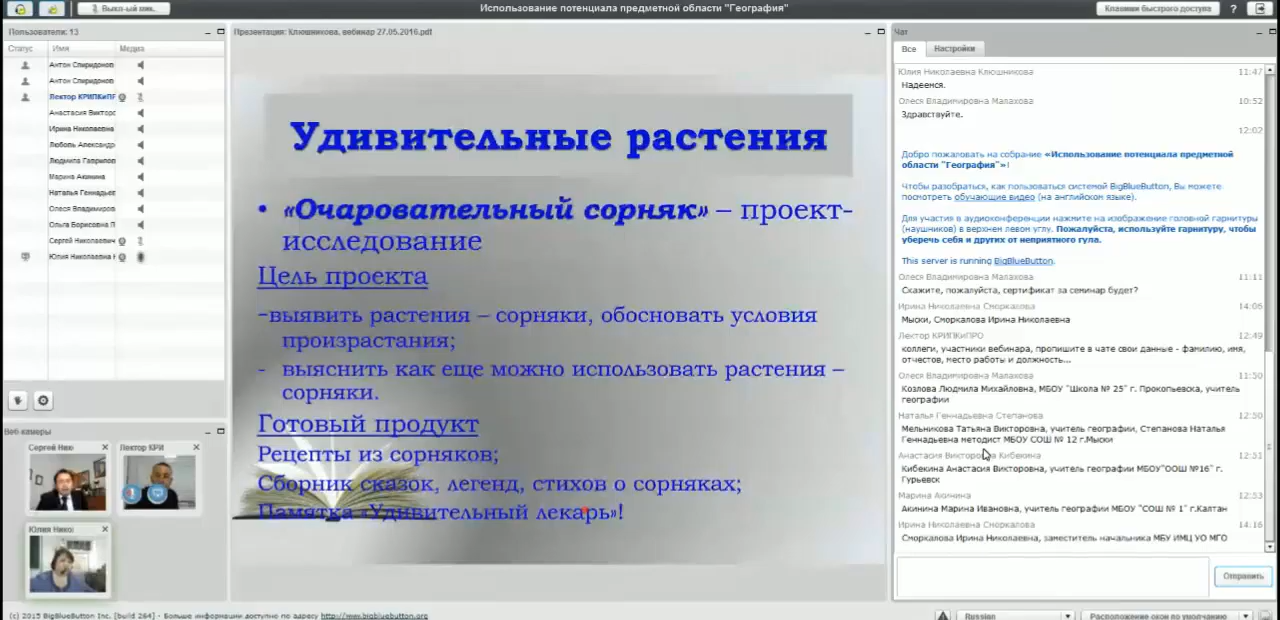 Выкл-ый мик.
Использование потенциала предметной области "География"
Клавиши быстрого доступа
?
Пользователи: 13
Статус Имя Медиа
Антон Спиридонов
Антон Спиридонов
Лектор КРИПКиПР
Анастасия Викторс
Ирина Николаевна
Любовь Александр
Людмила Гаврилов
Марина Акинина
Наталья Геннадьев
Олеся Владимиров
Ольга Борисовна П
Сергей Николаевич
Юлия Николаевна К
Веб-камеры
Сергей Нию
Лектор КРИ
Юлия Нико
Презентация: Клюшникова, вебинар 27.05.2016.pdf
Удивительные растения
• «Очаровательный сорняк» – проект-
исследование
Цель проекта
-выявить растения – сорняки, обосновать условия
произрастания;
- выяснить как еще можно использовать растения –
сорняки.
Готовый продукт
Рецепты из сорняков;
Сборник сказок, легенд, стихов о сорняках;
Памятка «Удивительный лекарь»!
Чат
Все Настройки
Юлия Николаевна Клюшникова 11:47
Надеемся.
Олеся Владимировна Малахова 10:52
Здравствуйте.
12:02
Добро пожаловать на собрание «Использование потенциала предметной
области "География"»!
Чтобы разобраться, как пользоваться системой BigBlueButton, Вы можете
посмотреть обучающие видео (на английском языке).
Для участия в аудиоконференции нажмите на изображение головной гарнитуры
(наушников) в верхнем левом углу. Пожалуйста, используйте гарнитуру, чтобы
уберечь себя и других от неприятного гула.
This server is running BigBlueButton.
Олеся Владимировна Малахова 11:11
Скажите, пожалуйста, сертификат за семинар будет?
Ирина Николаевна Сморкалова 14:06
Мыски, Сморкалова Ирина Николаевна
Лектор КРИПКиПРО 12:49
коллеги, участники вебинара, пропишите в чате свои данные - фамилию, имя,
отчество, место работы и должность...
Олеся Владимировна Малахова 11:50
Козлова Людмила Михайловна, МБОУ "Школа № 25" г. Прокопьевска, учитель
географии
Наталья Геннадьевна Степанова 12:50
Мельникова Татьяна Викторовна, учитель географии, Степанова Наталья
Геннадьевна методист МБОУ СОШ № 12 г.Мыски
Анастасия Викторовна Кибекина 12:51
Кибекина Анастасия Викторовна, учитель географии МБОУ"ООШ №16" г.
Гурьевск
Марина Акинина 12:53
Акинина Марина Ивановна, учитель географии МБОУ "СОШ № 1" г.Калтан
Ирина Николаевна Сморкалова 14:16
Сморкалова Ирина Николаевна, заместитель начальника МБУ ИМЦ УО МГО
Отправить
(c) 2015 BigBlueButton Inc. [build 264] - Больше информации доступно по адресу http://www.bigbluebutton.org
Russian
Расположение окон по умолчанию